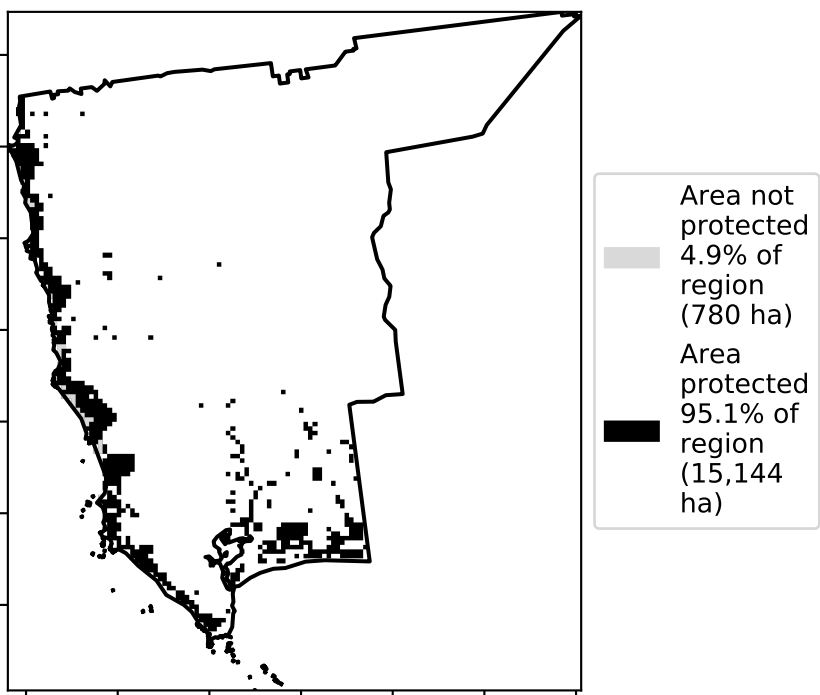 Area not
protected
4.9% of
region
(780 ha)
Area
protected
95.1% of
region
(15,144
ha)